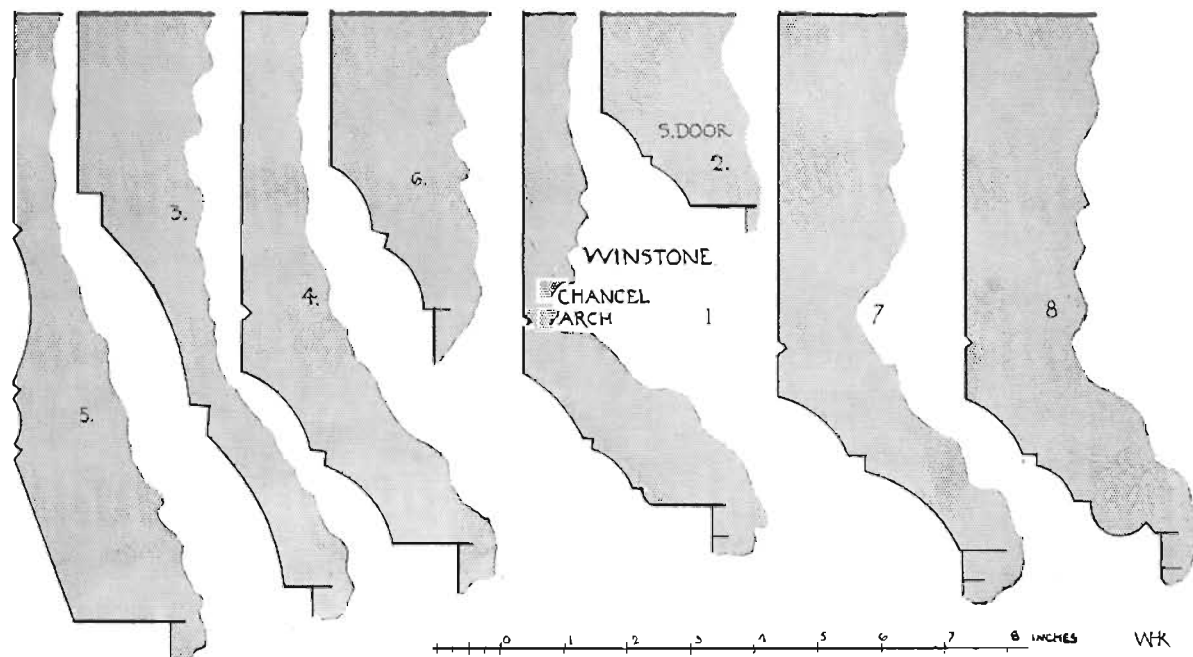 S. DOOR
2.
6.
3.
WINSTONE
4.
CHANCEL
ARCH
1
7
8
5.
0 1 2 3 4 5 6 7 8 INCHES
WHK